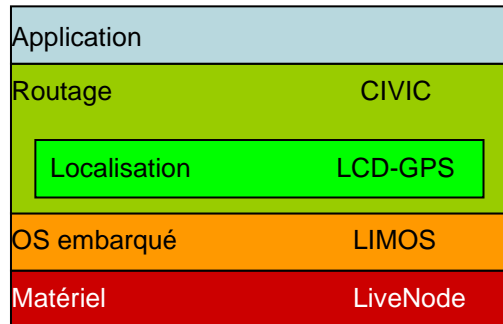 Application
Routage CIVIC
Localisation LCD-GPS
OS embarqué LIMOS
Matériel LiveNode